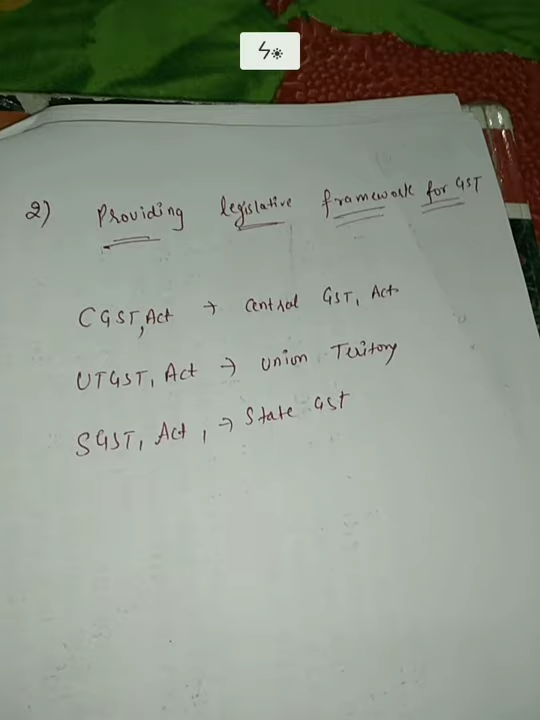 2) Providing legislative framework for GST
CGST, Act → Central GST, Act
UTGST, Act → Union Teritory
SGST, Act, → State GST